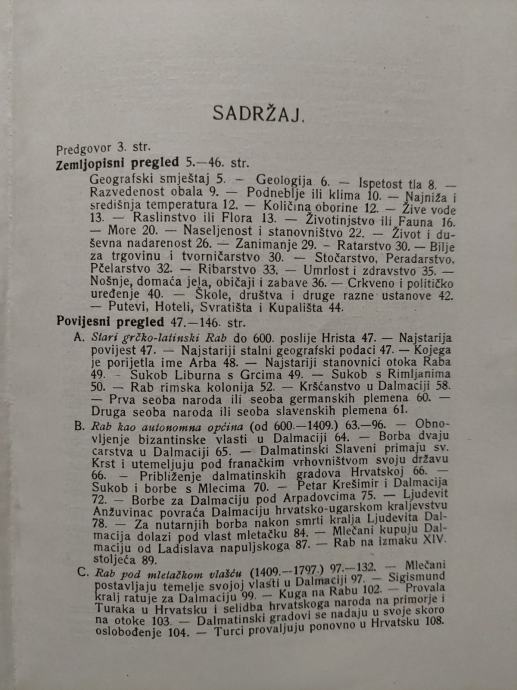 SADRŽAJ.
Predgovor 3. str.
Zemljopisni pregled 5.—46. str.
Geografski smještaj 5. — Geologija 6. — Ispetost tla 8. —
Razvedenost obala 9. — Podneblje ili klima 10. — Najniža i
središnja temperatura 12. — Količina oborine 12. — Žive vode
13. — Raslinstvo ili Flora 13. — Životinjstvo ili Fauna 16.
— More 20. — Naseljenost i stanovništvo 22. — Život i du-
ševna nadarenost 26. — Zanimanje 29. - Ratarstvo 30. — Bilje
za trgovinu i tvorničarstvo 30. — Stočarstvo, Peradarstvo,
Pčelarstvo 32. — Ribarstvo 33. — Umrlost i zdravstvo 35. —
Nošnje, domaća jela, običaji i zabave 36. — Crkveno i političko
uređenje 40. — Škole, društva i druge razne ustanove 42.
— Putevi, Hoteli, Svratišta i Kupališta 44.
Povijesni pregled 47.—146. str.
A. Stari grčko-latinski Rab do 600. poslije Hrista 47. — Najstarija
povijest 47. — Najstariji stalni geografski podaci 47. — Kojega
je porijetla ime Arba 48. — Najstariji stanovnici otoka Raba
49. — Sukob Liburna s Grcima 49. — Sukob s Rimljanima
50. — Rab rimska kolonija 52. — Kršćanstvo u Dalmaciji 58.
— Prva seoba naroda ili seoba germanskih plemena 60. —
Druga seoba naroda ili seoba slavenskih plemena 61.
B. Rab kao autonomna općina (od 600.—1409.) 63.—96. — Obno-
vljenje bizantinske vlasti u Dalmaciji 64. — Borba dvaju
carstva u Dalmaciji 65. — Dalmatinski Slaveni primaju sv.
Krst i utemeljuju pod franačkim vrhovništvom svoju državu
66. — Približenje dalmatinskih gradova Hrvatskoj 66. —
Sukob i borbe s Mlecima 70. — Petar Krešimir i Dalmacija
72. — Borbe za Dalmaciju pod Arpadovcima 75. — Ljudevit
Anžuvinac povraća Dalmaciju hrvatsko-ugarskom kraljevstvu
78. — Za nutarnjih borba nakon smrti kralja Ljudevita Dal-
macija dolazi pod vlast mletačku 84. — Mlečani kupuju Dal-
maciju od Ladislava napuljskoga 87. — Rab na izmaku XIV.
stoljeća 89.
C. Rab pod mletačkom vlašću (1409.—1797.) 97.—132. — Mlečani
postavljaju temelje svojoj vlasti u Dalmaciji 97. — Sigismund
kralj ratuje za Dalmaciju 99. — Kuga na Rabu 102. — Provala
Turaka u Hrvatsku i selidba hrvatskoga naroda na primorje i
na otoke 103. — Dalmatinski gradovi se nadaju u svoje skoro
oslobođenje 104. — Turci provaljuju ponovno u Hrvatsku 108.